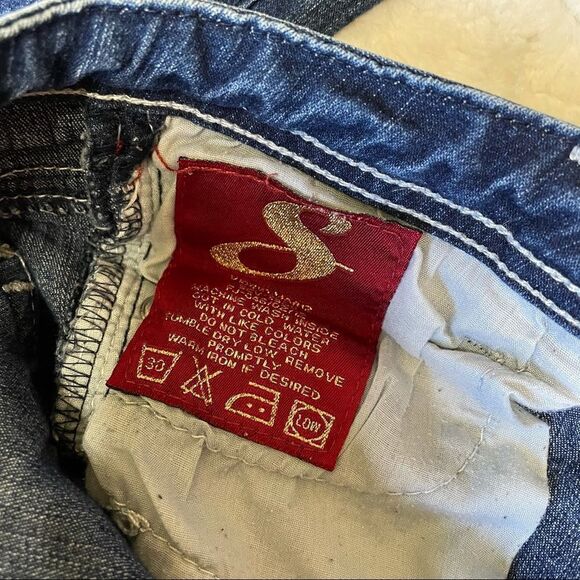 S
MACHINE WASH INSIDE
OUT IN COLD WATER
WITH LIKE COLORS
DO NOT BLEACH
TUMBLE DRY LOW REMOVE
PROMPTLY
WARM IRON IF DESIRED
30
LOW